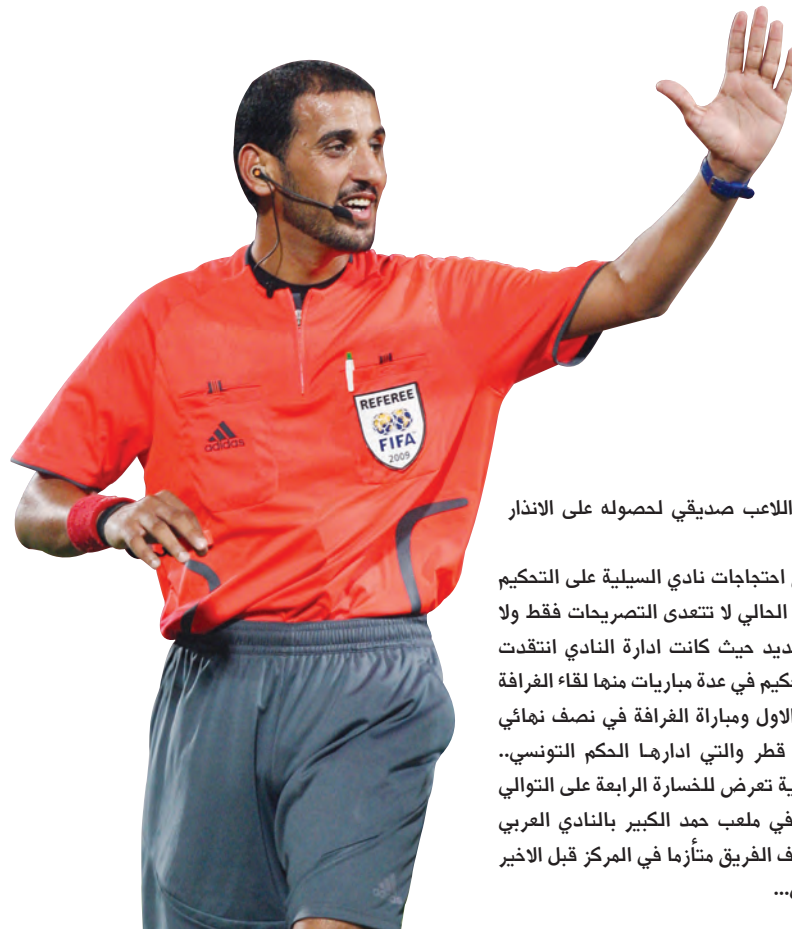 REFEREE
FIFA
2009
adidas
اللاعب صديقي لحصوله على الانذار
احتجاجات نادي السيلية على التحكيم
الحالي لا تتعدى التصريحات فقط ولا
حيث كانت ادارة النادي انتقدت
في عدة مباريات منها لقاء الغرافة
الاول ومباراة الغرافة في نصف نهائي
قطر والتي ادارها الحكم التونسي..
تعرض للخسارة الرابعة على التوالي
في ملعب حمد الكبير بالنادي العربي
الفريق متأزما في المركز قبل الاخير
...